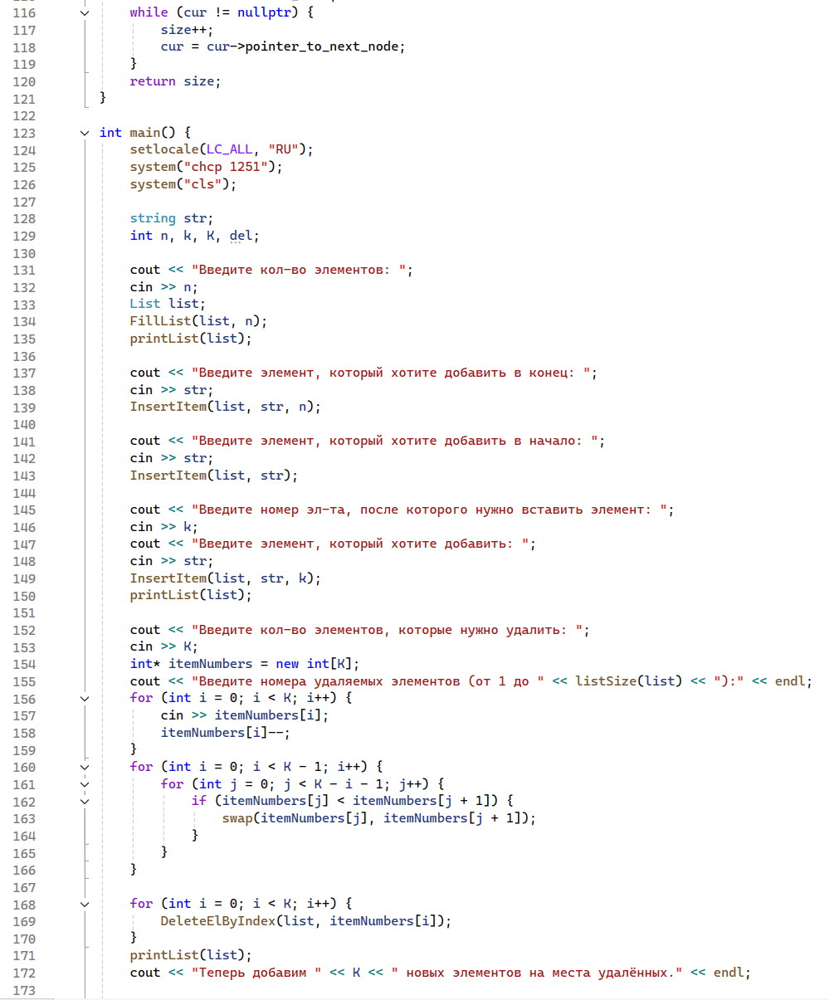 116 while (cur != nullptr) {
117 size++;
118 cur = cur->pointer_to_next_node;
119 }
120 return size;
121 }
122
123 int main() {
124 setlocale(LC_ALL, "RU");
125 system("chcp 1251");
126 system("cls");
127
128 string str;
129 int n, k, K, del;
130
131 cout << "Введите кол-во элементов: ";
132 cin >> n;
133 List list;
134 FillList(list, n);
135 printList(list);
136
137 cout << "Введите элемент, который хотите добавить в конец: ";
138 cin >> str;
139 InsertItem(list, str, n);
140
141 cout << "Введите элемент, который хотите добавить в начало: ";
142 cin >> str;
143 InsertItem(list, str);
144
145 cout << "Введите номер эл-та, после которого нужно вставить элемент: ";
146 cin >> k;
147 cout << "Введите элемент, который хотите добавить: ";
148 cin >> str;
149 InsertItem(list, str, k);
150 printList(list);
151
152 cout << "Введите кол-во элементов, которые нужно удалить: ";
153 cin >> K;
154 int* itemNumbers = new int[K];
155 cout << "Введите номера удаляемых элементов (от 1 до " << listSize(list) << "):" << endl;
156 for (int i = 0; i < K; i++) {
157 cin >> itemNumbers[i];
158 itemNumbers[i]--;
159 }
160 for (int i = 0; i < K - 1; i++) {
161 for (int j = 0; j < K - i - 1; j++) {
162 if (itemNumbers[j] < itemNumbers[j + 1]) {
163 swap(itemNumbers[j], itemNumbers[j + 1]);
164 }
165 }
166 }
167
168 for (int i = 0; i < K; i++) {
169 DeleteElByIndex(list, itemNumbers[i]);
170 }
171 printList(list);
172 cout << "Теперь добавим " << K << " новых элементов на места удалённых." << endl;
173